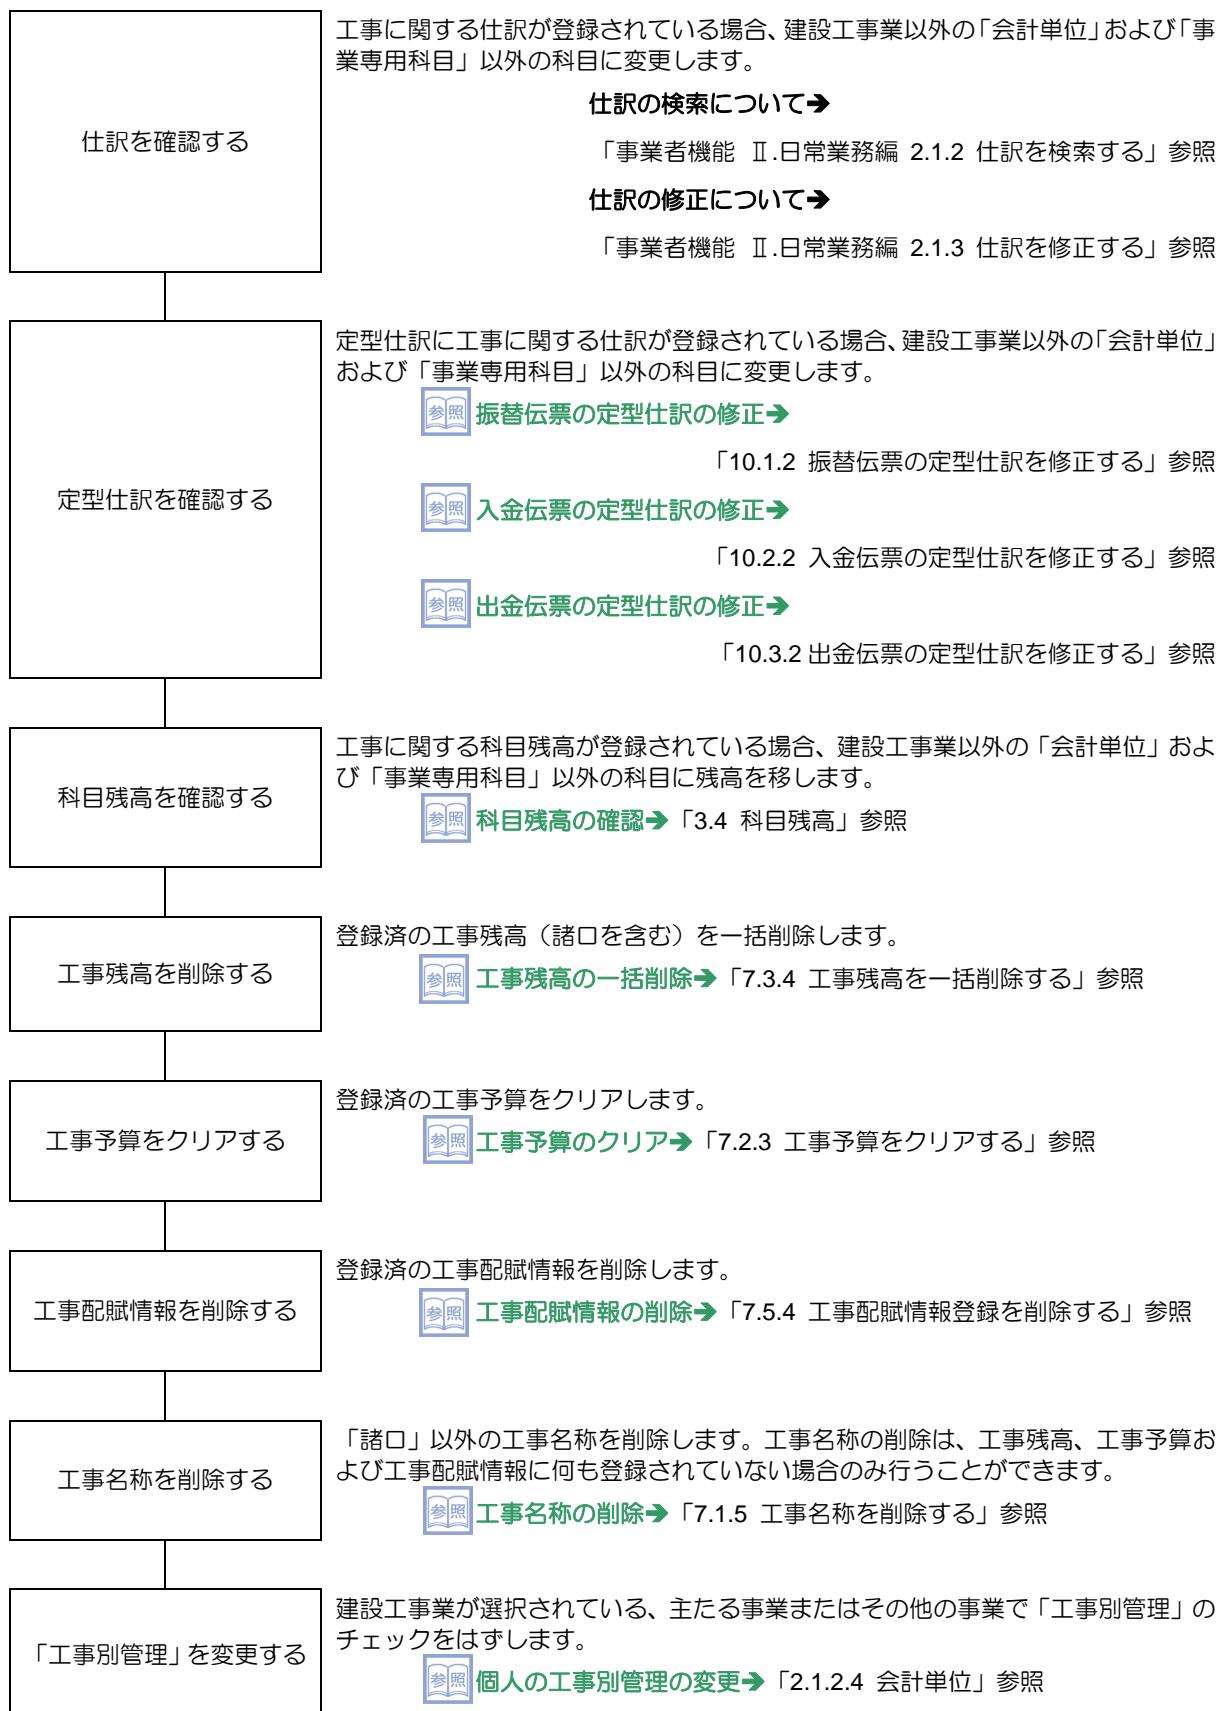 仕訳を確認する
工事に関する仕訳が登録されている場合、建設工事業以外の「会計単位」および「事
業専用科目」以外の科目に変更します。
仕訳の検索について➔
「事業者機能 Ⅱ.日常業務編 2.1.2 仕訳を検索する」参照
仕訳の修正について➔
「事業者機能 Ⅱ.日常業務編 2.1.3 仕訳を修正する」参照
定型仕訳を確認する
定型仕訳に工事に関する仕訳が登録されている場合、建設工事業以外の「会計単位」
および「事業専用科目」以外の科目に変更します。
参照 振替伝票の定型仕訳の修正➔
「10.1.2 振替伝票の定型仕訳を修正する」参照
参照 入金伝票の定型仕訳の修正➔
「10.2.2 入金伝票の定型仕訳を修正する」参照
参照 出金伝票の定型仕訳の修正➔
「10.3.2 出金伝票の定型仕訳を修正する」参照
科目残高を確認する
工事に関する科目残高が登録されている場合、建設工事業以外の「会計単位」およ
び「事業専用科目」以外の科目に残高を移します。
参照 科目残高の確認➔「3.4 科目残高」参照
工事残高を削除する
登録済の工事残高（諸口を含む）を一括削除します。
参照 工事残高の一括削除➔「7.3.4 工事残高を一括削除する」参照
工事予算をクリアする
登録済の工事予算をクリアします。
参照 工事予算のクリア➔「7.2.3 工事予算をクリアする」参照
工事配賦情報を削除する
登録済の工事配賦情報を削除します。
参照 工事配賦情報の削除➔「7.5.4 工事配賦情報登録を削除する」参照
工事名称を削除する
「諸口」以外の工事名称を削除します。工事名称の削除は、工事残高、工事予算お
よび工事配賦情報に何も登録されていない場合のみ行うことができます。
参照 工事名称の削除➔「7.1.5 工事名称を削除する」参照
「工事別管理」を変更する
建設工事業が選択されている、主たる事業またはその他の事業で「工事別管理」の
チェックをはずします。
参照 個人の工事別管理の変更➔「2.1.2.4 会計単位」参照